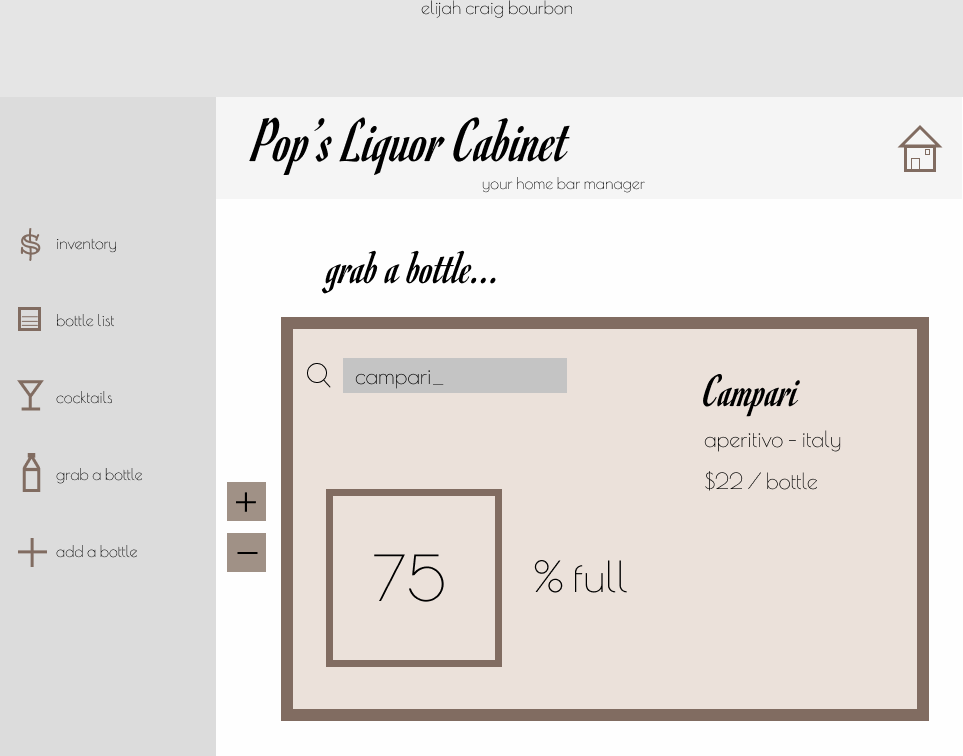 elijah craig bourbon
Pop's Liquor Cabinet
your home bar manager
inventory
bottle list
cocktails
grab a bottle
add a bottle
grab a bottle...
campari_
Campari
aperitivo - italy
$22 / bottle
+
−
75 % full